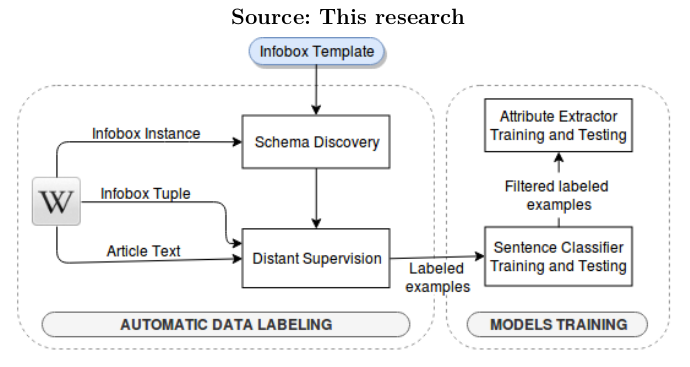 Source: This research
Infobox Template
Infobox Instance
Schema Discovery
Attribute Extractor
Training and Testing
W
Infobox Tuple
Filtered labeled
examples
Article Text
Distant Supervision
Labeled
examples
Sentence Classifier
Training and Testing
AUTOMATIC DATA LABELING
MODELS TRAINING